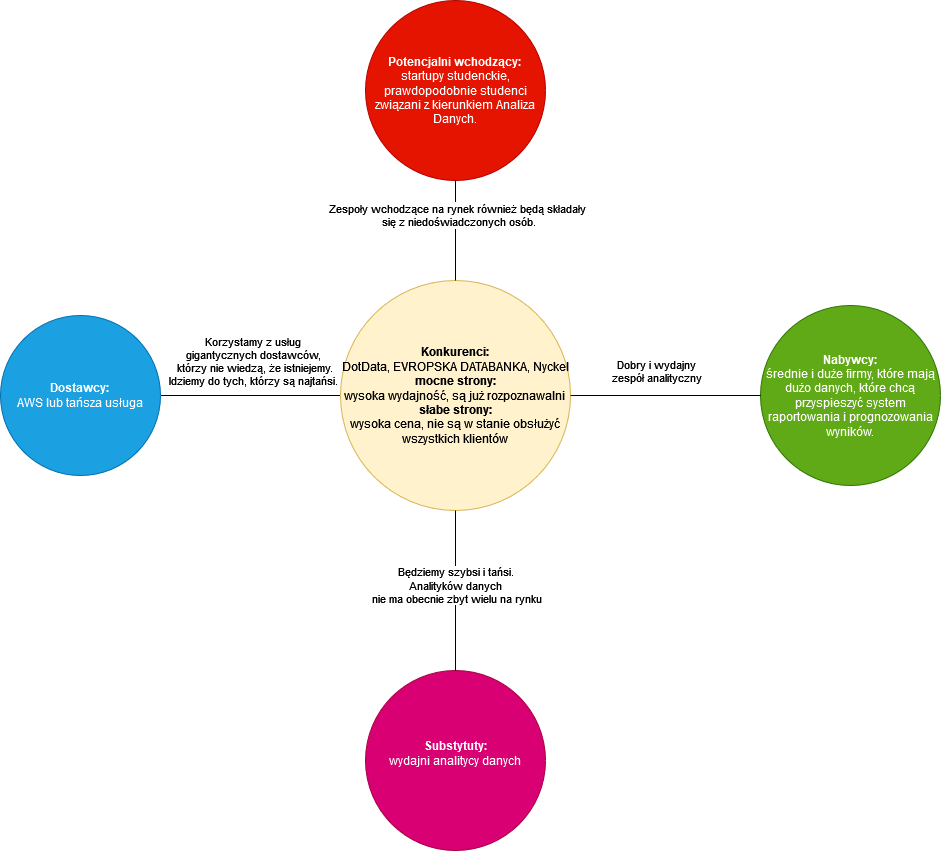 Potencjalni wchodzący:
startupy studenckie,
prawdopodobnie studenci
związani z kierunkiem Analiza
Danych.
Zespoły wchodzące na rynek również będą składały
się z niedoświadczonych osób.
Korzystamy z usług
gigantycznych dostawców,
którzy nie wiedzą, że istniejemy.
Idziemy do tych, którzy są najtańsi.
Dostawcy:
AWS lub tańsza usługa
Konkurenci:
DotData, EVROPSKA DATABANKA, Nyckel
mocne strony:
wysoka wydajność, są już rozpoznawalni
słabe strony:
wysoka cena, nie są w stanie obsłużyć
wszystkich klientów
Dobry i wydajny
zespół analityczny
Nabywcy:
średnie i duże firmy, które mają
dużo danych, które chcą
przyspieszyć system
raportowania i prognozowania
wyników.
Będziemy szybsi i tańsi.
Analityków danych
nie ma obecnie zbyt wielu na rynku
Substytuty:
wydajni analitycy danych